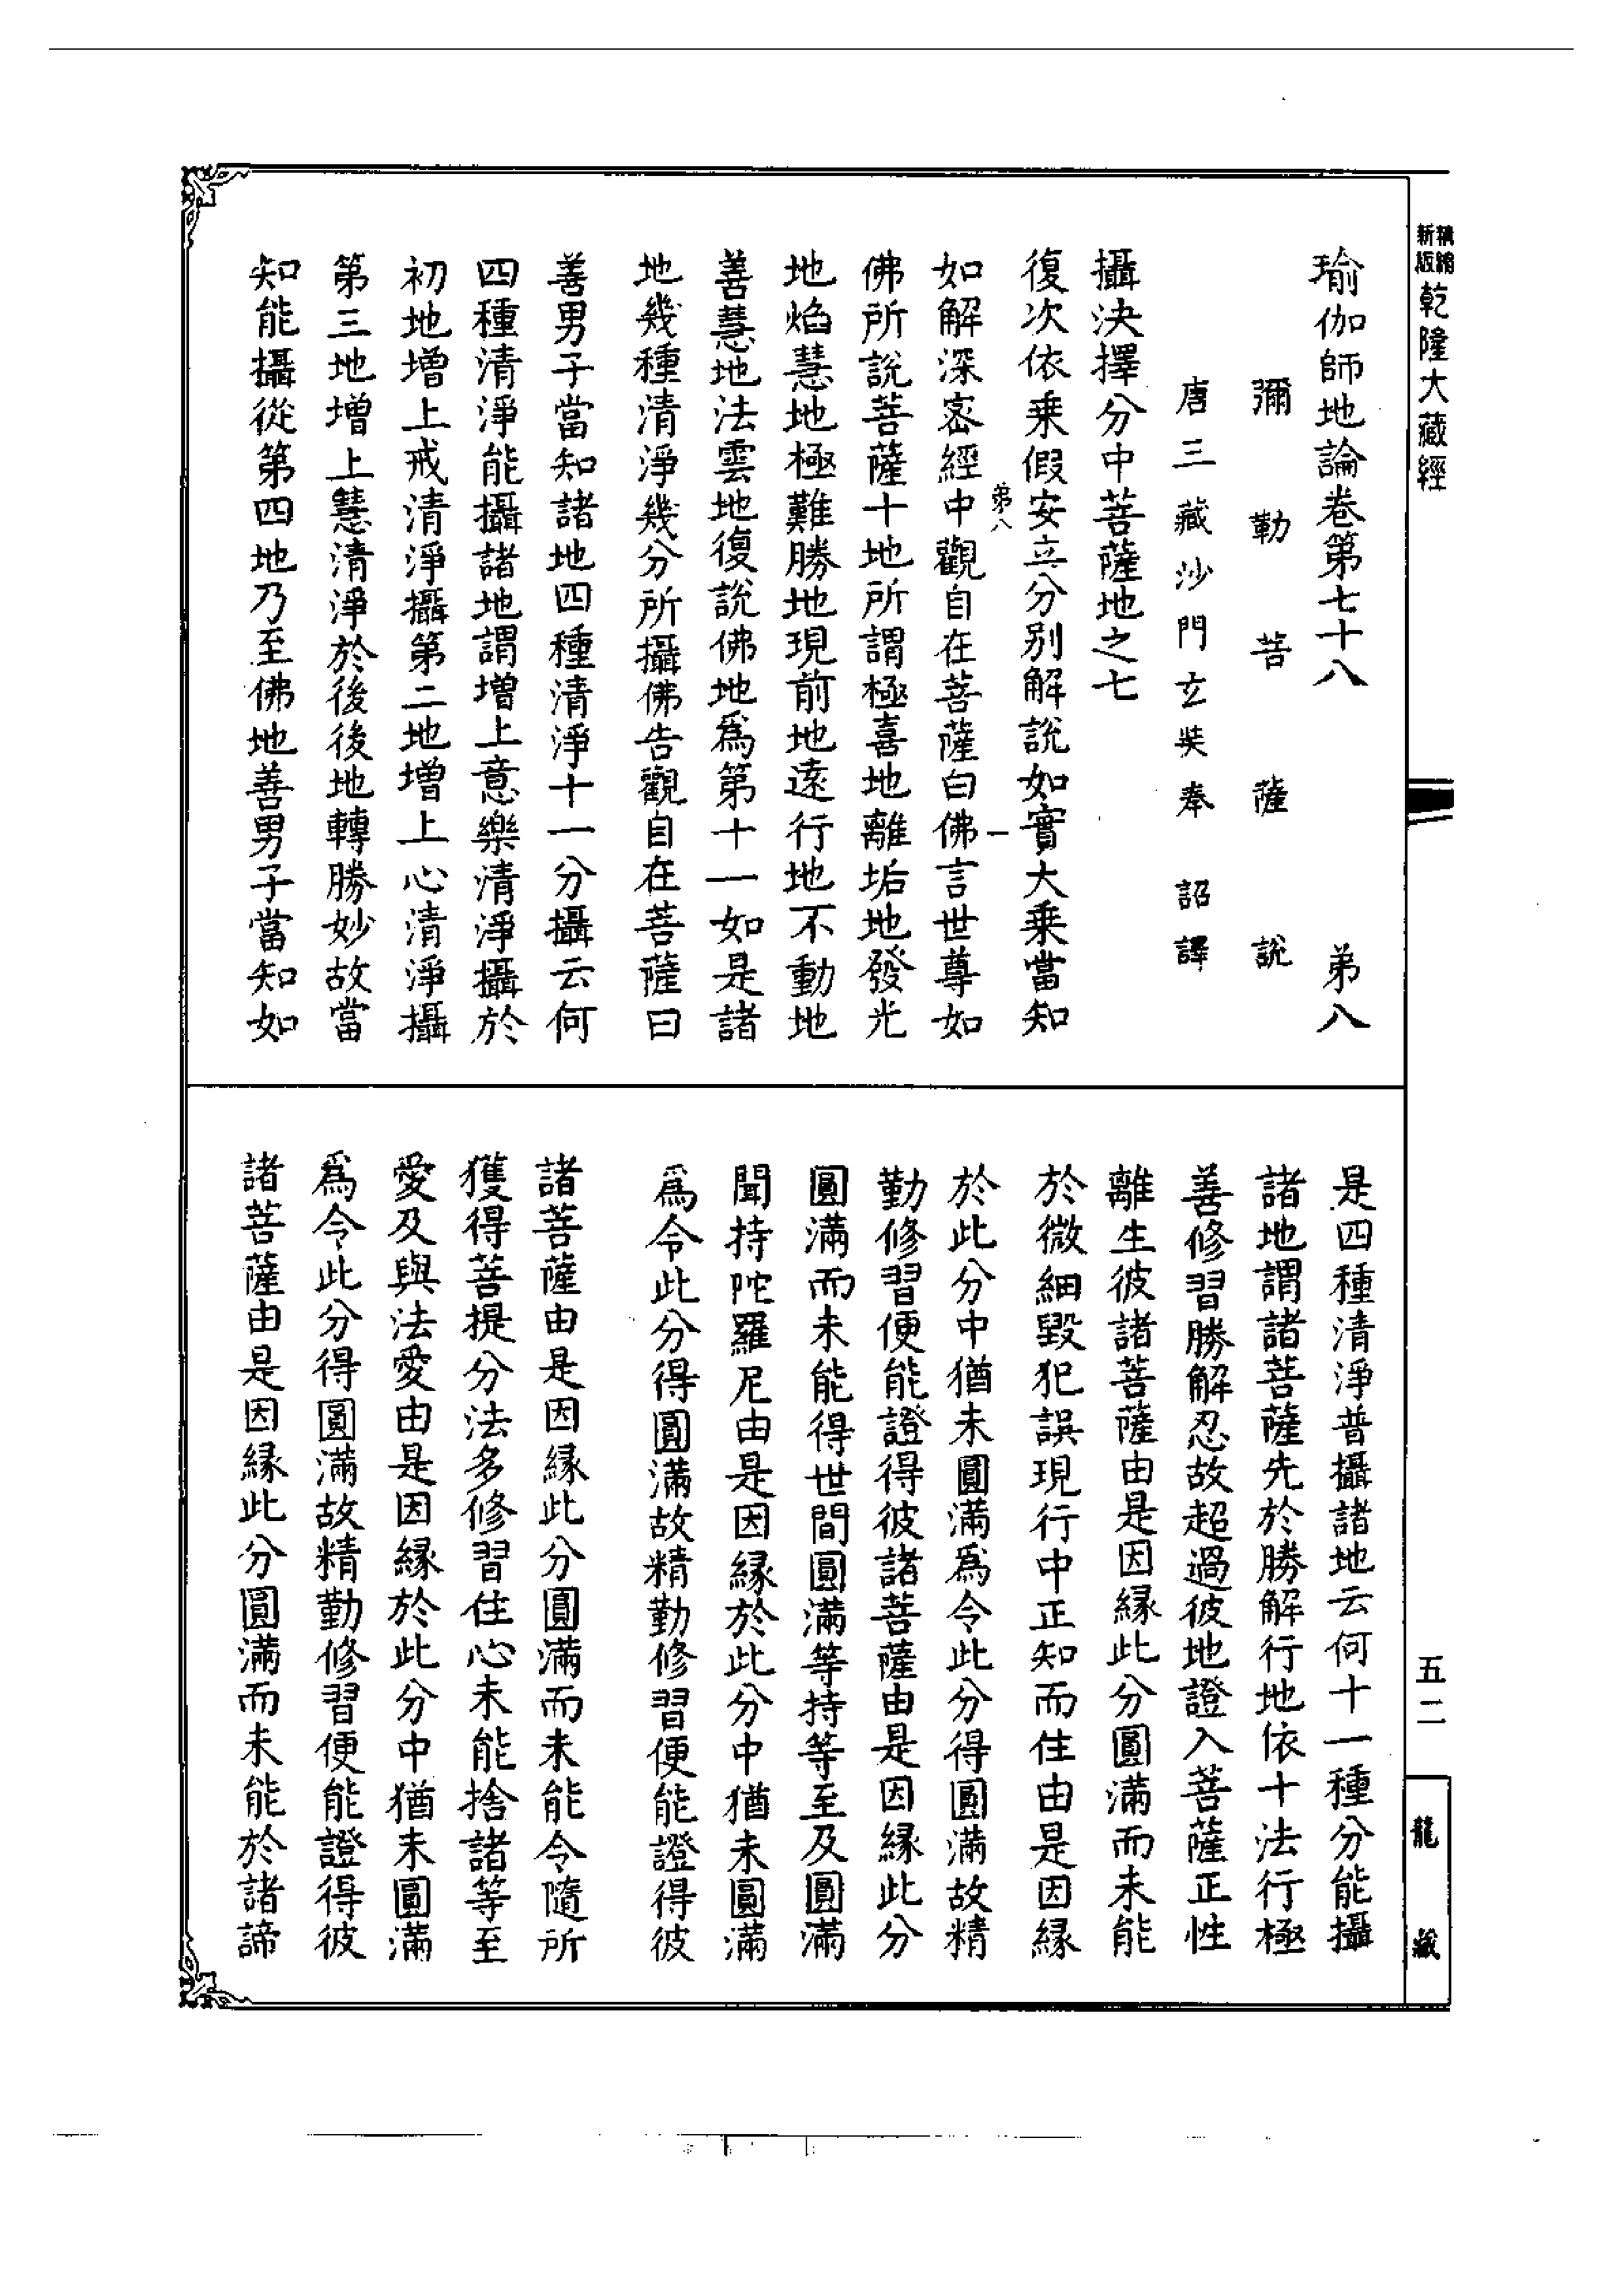 新精
版縮
乾隆大藏經
五二
龍藏
瑜伽師地論卷第七十八 弟八
彌勒菩薩說
唐三藏沙門玄奘奉 詔譯
攝決擇分中菩薩地之七
復次依乘假安立分别解說如實大乘當知
弟八 一
如解深密經中觀自在菩薩白佛言世尊如
佛所說菩薩十地所謂極喜地離垢地發光
地焰慧地極難勝地現前地遠行地不動地
善慧地法雲地復說佛地爲第十一如是諸
地幾種清淨幾分所攝佛告觀自在菩薩曰
善男子當知諸地四種清淨十一分攝云何
四種清淨能攝諸地謂增上意樂清淨攝於
初地增上戒清淨攝第二地增上心清淨攝
第三地增上慧清淨於後後地轉勝妙故當
知能攝從第四地乃至佛地善男子當知如
是四種清淨普攝諸地云何十一種分能攝
諸地謂諸菩薩先於勝解行地依十法行極
善修習勝解忍故超過彼地證入菩薩正性
離生彼諸菩薩由是因緣此分圓滿而未能
於微細毀犯誤現行中正知而住由是因緣
於此分中猶未圓滿爲令此分得圓滿故精
勤修習便能證得彼諸菩薩由是因緣此分
圓滿而未能得世間圓滿等持等至及圓滿
聞持陀羅尼由是因緣於此分中猶未圓滿
爲令此分得圓滿故精勤修習便能證得彼
諸菩薩由是因緣此分圓滿而未能令隨所
獲得菩提分法多修習住心未能捨諸等至
愛及與法愛由是因緣於此分中猶未圓滿
爲令此分得圓滿故精勤修習便能證得彼
諸菩薩由是因緣此分圓滿而未能於諸諦